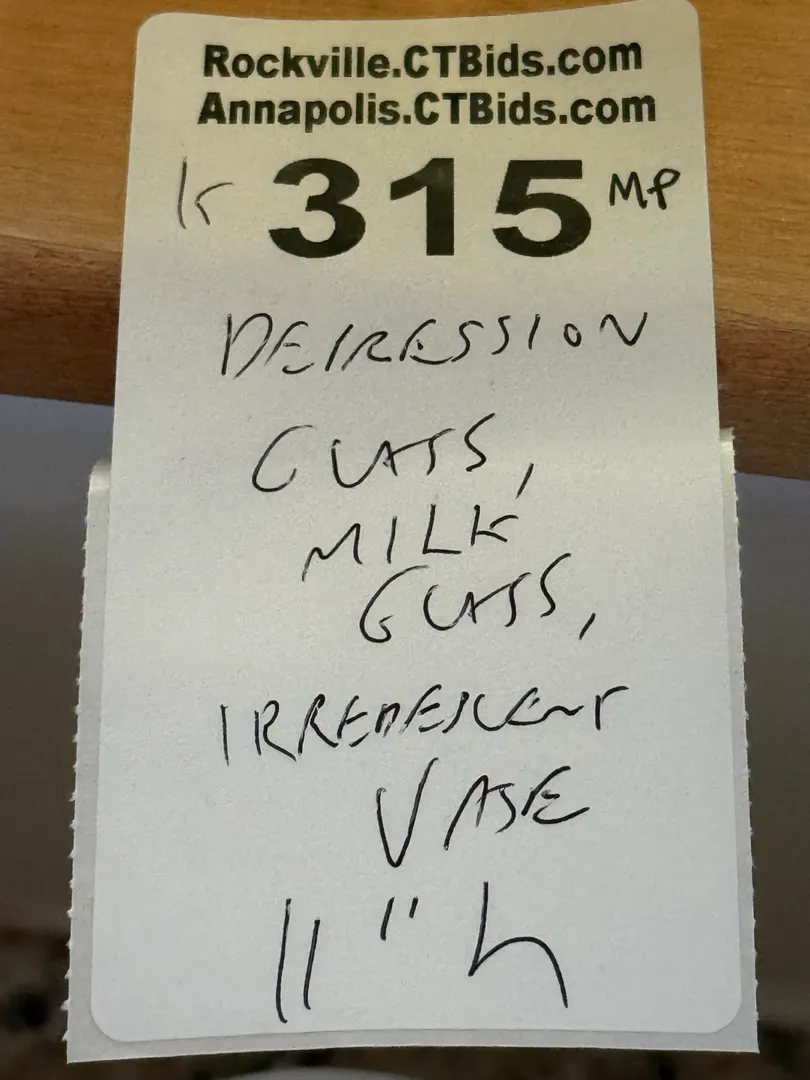 Rockville.CTBids.com
Annapolis.CTBids.com
K 315 MP
DEPRESSION
GLASS,
MILK
GLASS,
IRREDESCENT
VASE
11" h